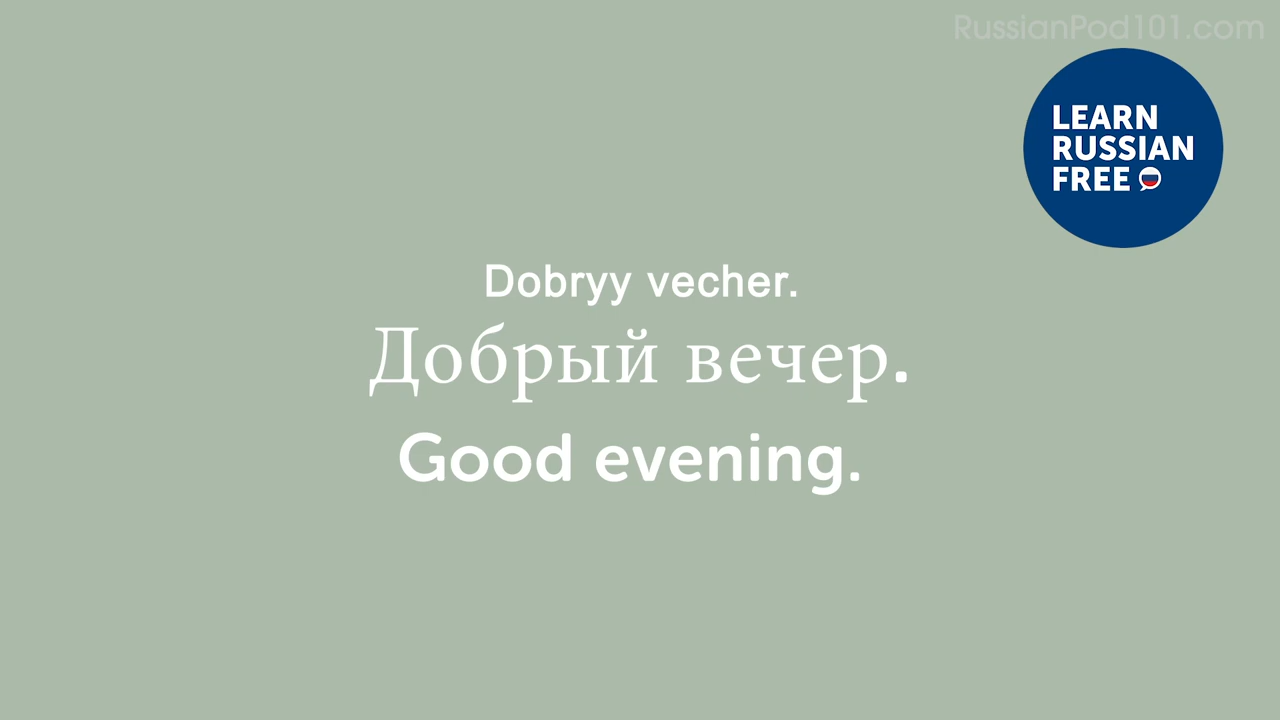 RussianPod101.com
LEARN
RUSSIAN
FREE
Dobryy vecher.
Добрый вечер.
Good evening.